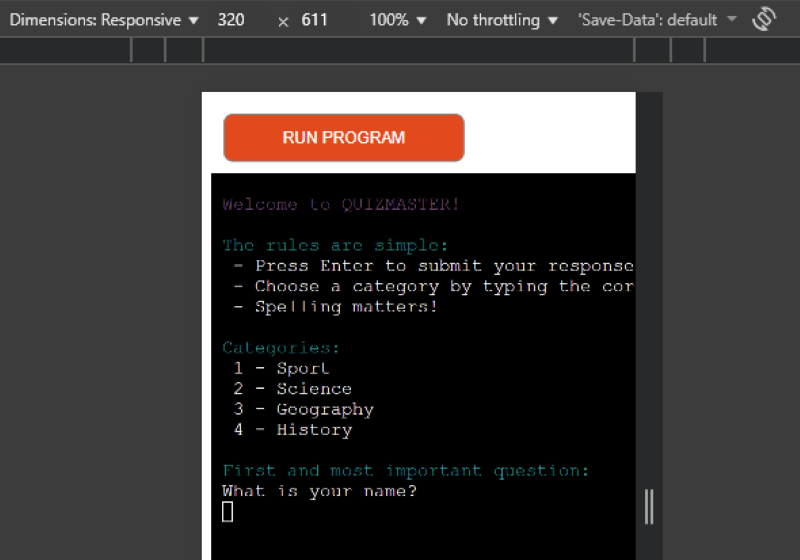 Dimensions: Responsive ▼ 320 × 611 100% ▼ No throttling ▼ 'Save-Data': default ▼
RUN PROGRAM
Welcome to QUIZMASTER!
The rules are simple:
- Press Enter to submit your response
- Choose a category by typing the cor
- Spelling matters!
Categories:
1 - Sport
2 - Science
3 - Geography
4 - History
First and most important question:
What is your name?